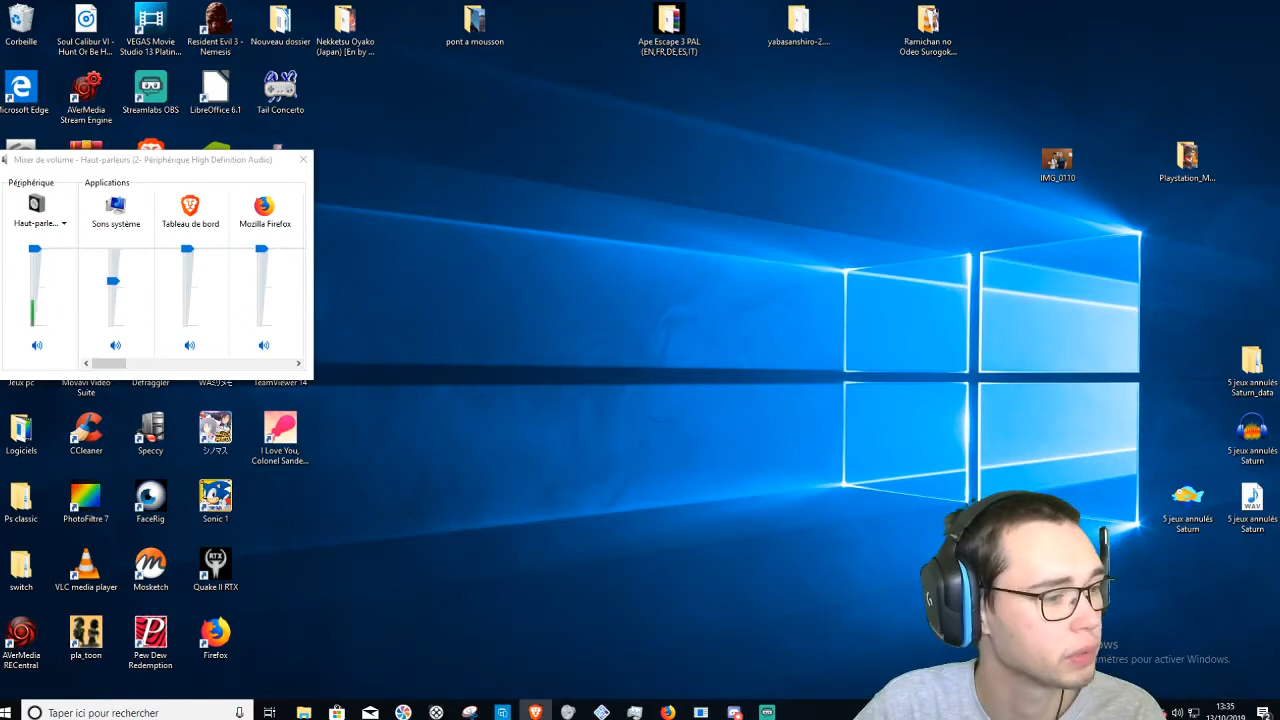 Corbeille
Soul Calibur VI -
Hunt Or Be H...
VEGAS Movie
Studio 13 Platin...
Resident Evil 3 -
Nemesis
Nouveau dossier
Nekketsu Oyako
(Japan) [En by ...
pont a mousson
Ape Escape 3 PAL
(EN,FR,DE,ES,IT)
yabasanshiro-2....
Ramichan no
Odeo Surogok...
Microsoft Edge
AVerMedia
Stream Engine
Streamlabs OBS
LibreOffice 6.1
Tail Concerto
IMG_0110
Playstation_M...
Mixer de volume - Haut-parleurs (2- Périphérique High Definition Audio)
Périphérique
Applications
Haut-parle...
Sons système
Tableau de bord
Mozilla Firefox
Jeux pc
Movavi Video
Suite
Defraggler
TeamViewer 14
Logiciels
CCleaner
Speccy
シノマス
I Love You,
Colonel Sande...
Ps classic
PhotoFiltre 7
FaceRig
Sonic 1
switch
VLC media player
Mosketch
RTX
Quake II RTX
AVerMedia
RECentral
pla_toon
Pew Dew
Redemption
Firefox
5 jeux annulés
Saturn_data
5 jeux annulés
Saturn
5 jeux annulés
Saturn
WAV
5 jeux annulés
Saturn
ows
mètres pour activer Windows.
Taper ici pour rechercher
13:35
13/10/2019